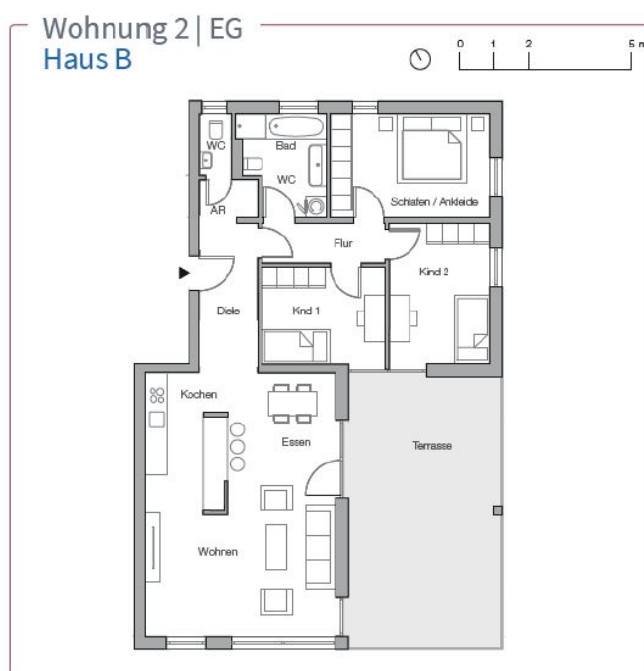 Wohnung 2 | EG
Haus B
0 1 2 5 m
WC
Bad
WC
AR
Schlafen / Ankleide
Flur
Kind 2
Diele
Kind 1
Kochen
Essen
Terrasse
Wohnen